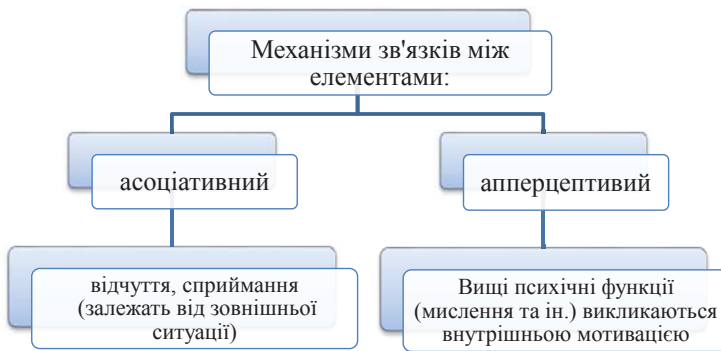 Механізми зв'язків між
елементами:
асоціативний
апперцептивий
відчуття, сприймання
(залежать від зовнішньої
ситуації)
Вищі психічні функції
(мислення та ін.) викликаються
внутрішньою мотивацією